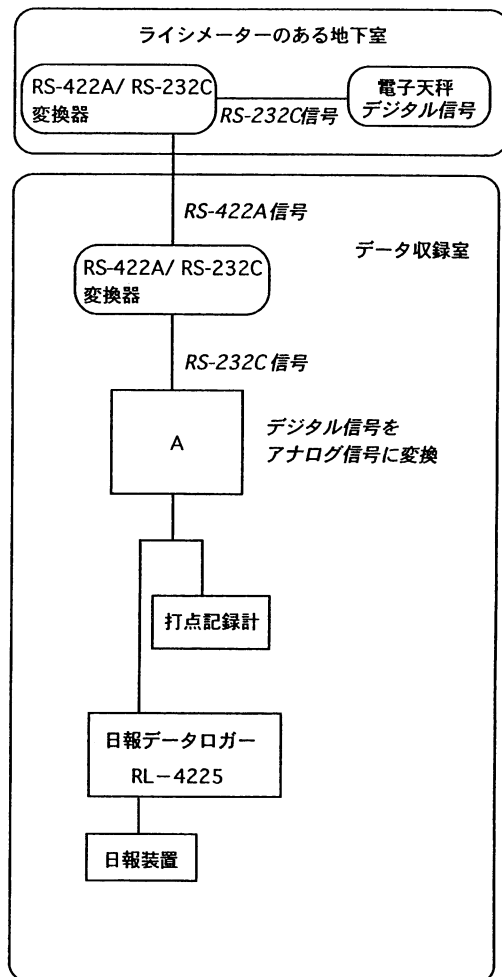 ライシメーターのある地下室
RS-422A/ RS-232C
変換器
RS-232C信号
電子天秤
デジタル信号
RS-422A信号
データ収録室
RS-422A/ RS-232C
変換器
RS-232C信号
A
デジタル信号を
アナログ信号に変換
打点記録計
日報データロガー
RL-4225
日報装置